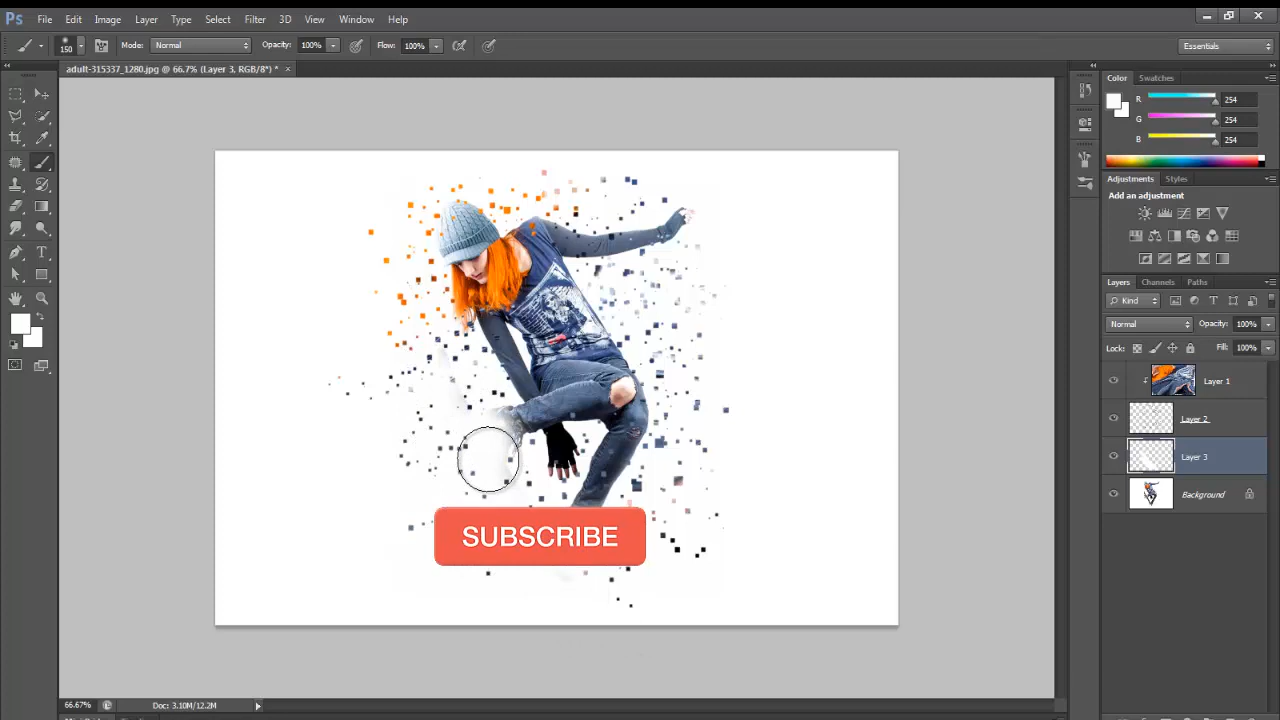 Ps File Edit Image Layer Type Select Filter 3D View Window Help
150 Mode: Normal Opacity: 100% Flow: 100% Essentials
adult-315337_1280.jpg @ 66.7% (Layer 3, RGB/8*) * ×
Color Swatches
R 254
G 254
B 254
Adjustments Styles
Add an adjustment
Layers Channels Paths
Kind
Normal Opacity: 100%
Lock: Fill: 100%
Layer 1
Layer 2
Layer 3
Background
SUBSCRIBE
66.67% Doc: 3.10M/12.2M